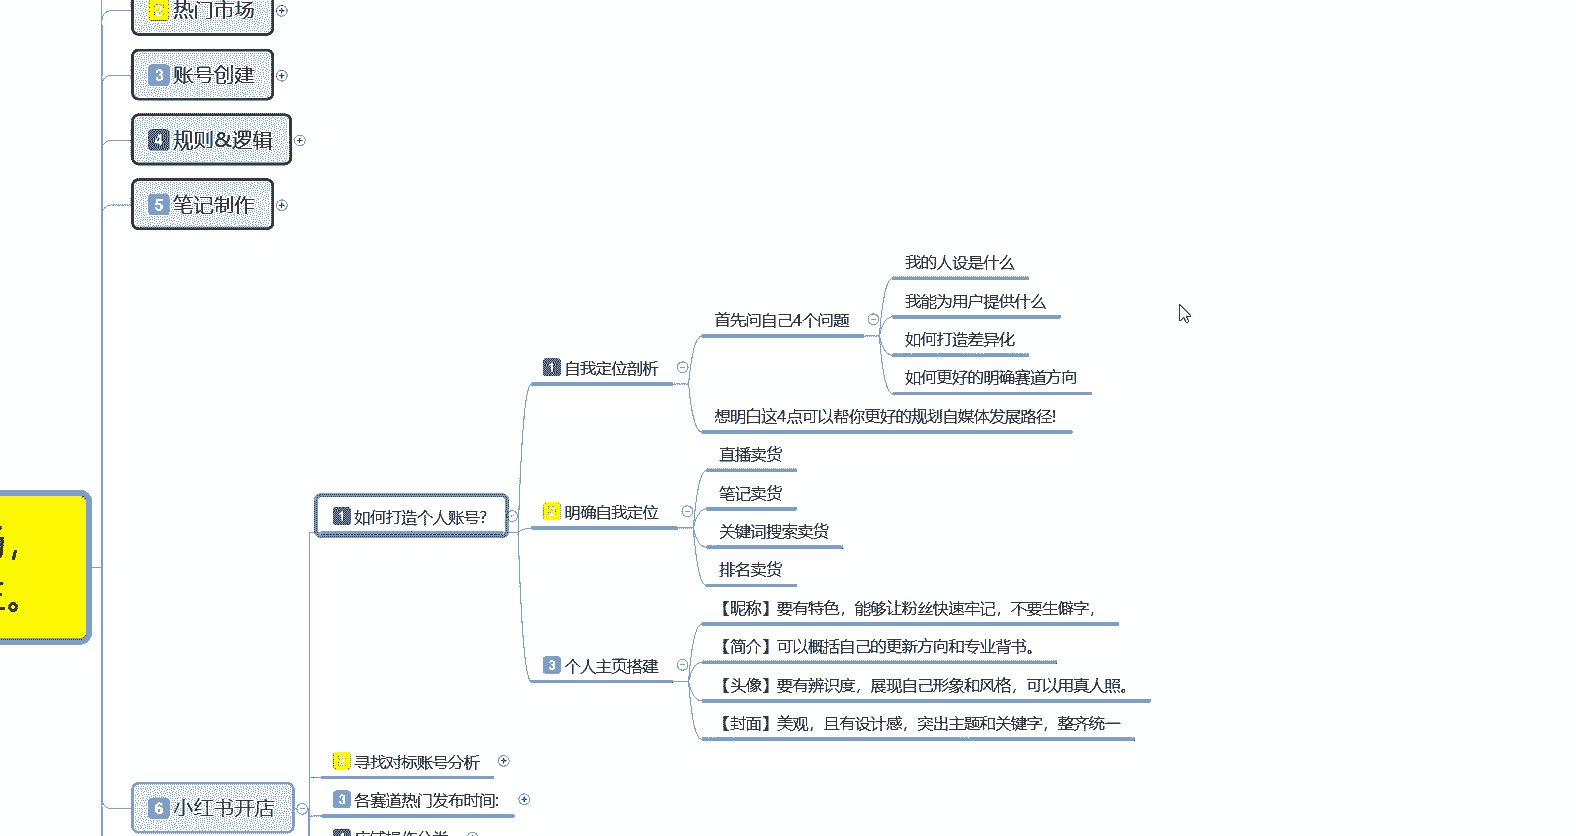 2 热门市场
3 账号创建
4 规则&逻辑
5 笔记制作
我的人设是什么
我能为用户提供什么
首先问自己4个问题
如何打造差异化
1 自我定位剖析
如何更好的明确赛道方向
想明白这4点可以帮你更好的规划自媒体发展路径!
直播卖货
笔记卖货
1 如何打造个人账号?
2 明确自我定位
关键词搜索卖货
排名卖货
【昵称】要有特色，能够让粉丝快速牢记，不要生僻字，
【简介】可以概括自己的更新方向和专业背书。
3 个人主页搭建
【头像】要有辨识度，展现自己形象和风格，可以用真人照。
【封面】美观，且有设计感，突出主题和关键字，整齐统一
2 寻找对标账号分析
3 各赛道热门发布时间:
6 小红书开店